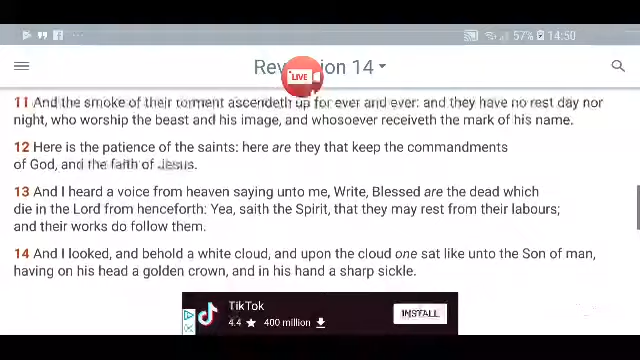 57% 14:50
Revelation 14
LIVE
11 And the smoke of their torment ascendeth up for ever and ever: and they have no rest day nor
night, who worship the beast and his image, and whosoever receiveth the mark of his name.
12 Here is the patience of the saints: here are they that keep the commandments
of God, and the faith of Jesus.
13 And I heard a voice from heaven saying unto me, Write, Blessed are the dead which
die in the Lord from henceforth: Yea, saith the Spirit, that they may rest from their labours;
and their works do follow them.
14 And I looked, and behold a white cloud, and upon the cloud one sat like unto the Son of man,
having on his head a golden crown, and in his hand a sharp sickle.
TikTok
4.4 ★ 400 million
INSTALL